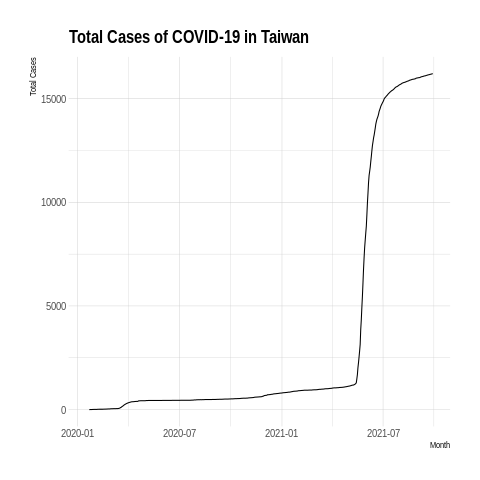 Total Cases of COVID-19 in Taiwan
Total Cases
15000
10000
5000
0
2020-01 2020-07 2021-01 2021-07
Month